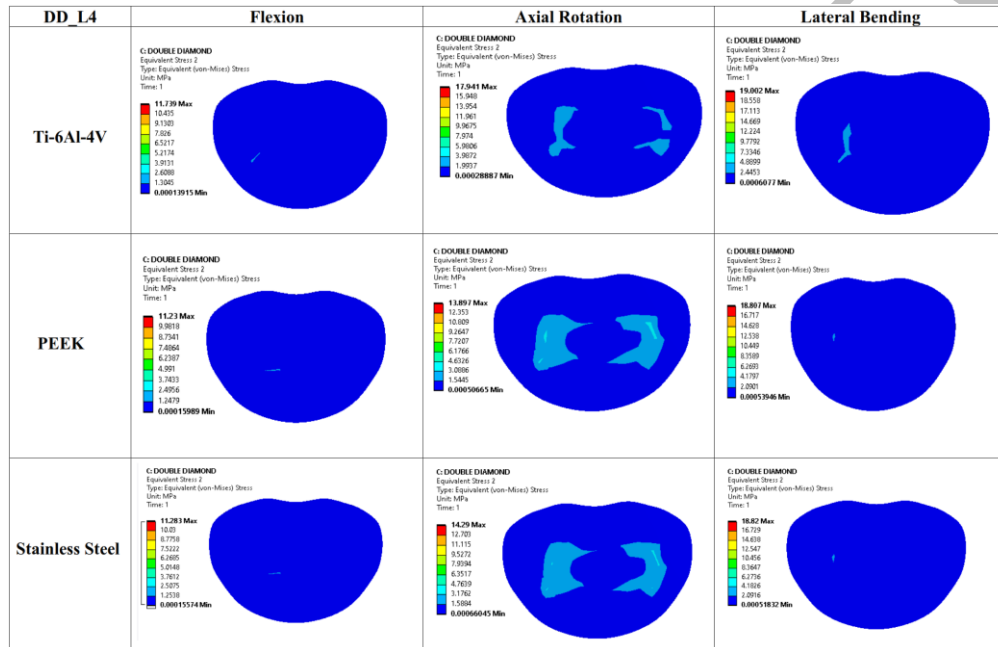 DD_L4
Flexion
Axial Rotation
Lateral Bending
Ti-6Al-4V
C: DOUBLE DIAMOND
Equivalent Stress 2
Type: Equivalent (von-Mises) Stress
Unit: MPa
Time: 1
11.739 Max
10.435
9.1303
7.826
6.5217
5.2174
3.9131
2.6088
1.3045
0.00013915 Min
C: DOUBLE DIAMOND
Equivalent Stress 2
Type: Equivalent (von-Mises) Stress
Unit: MPa
Time: 1
17.941 Max
15.948
13.954
11.961
9.9675
7.974
5.9806
3.9872
1.9937
0.00028887 Min
C: DOUBLE DIAMOND
Equivalent Stress 2
Type: Equivalent (von-Mises) Stress
Unit: MPa
Time: 1
19.002 Max
18.558
17.113
14.669
12.224
9.7792
7.3346
4.8899
2.4453
0.0006077 Min
PEEK
C: DOUBLE DIAMOND
Equivalent Stress 2
Type: Equivalent (von-Mises) Stress
Unit: MPa
Time: 1
11.23 Max
9.9818
8.7341
7.4864
6.2387
4.991
3.7433
2.4956
1.2479
0.00015989 Min
C: DOUBLE DIAMOND
Equivalent Stress 2
Type: Equivalent (von-Mises) Stress
Unit: MPa
Time: 1
13.897 Max
12.353
10.809
9.2647
7.7207
6.1766
4.6326
3.0886
1.5445
0.00050665 Min
C: DOUBLE DIAMOND
Equivalent Stress 2
Type: Equivalent (von-Mises) Stress
Unit: MPa
Time: 1
18.807 Max
16.717
14.628
12.538
10.449
8.3589
6.2693
4.1797
2.0901
0.00053946 Min
Stainless Steel
C: DOUBLE DIAMOND
Equivalent Stress 2
Type: Equivalent (von-Mises) Stress
Unit: MPa
Time: 1
11.283 Max
10.03
8.7758
7.5222
6.2685
5.0148
3.7612
2.5075
1.2538
0.00015574 Min
C: DOUBLE DIAMOND
Equivalent Stress 2
Type: Equivalent (von-Mises) Stress
Unit: MPa
Time: 1
14.29 Max
12.703
11.115
9.5272
7.9394
6.3517
4.7639
3.1762
1.5884
0.00066045 Min
C: DOUBLE DIAMOND
Equivalent Stress 2
Type: Equivalent (von-Mises) Stress
Unit: MPa
Time: 1
18.82 Max
16.729
14.638
12.547
10.456
8.3647
6.2736
4.1826
2.0916
0.00051832 Min